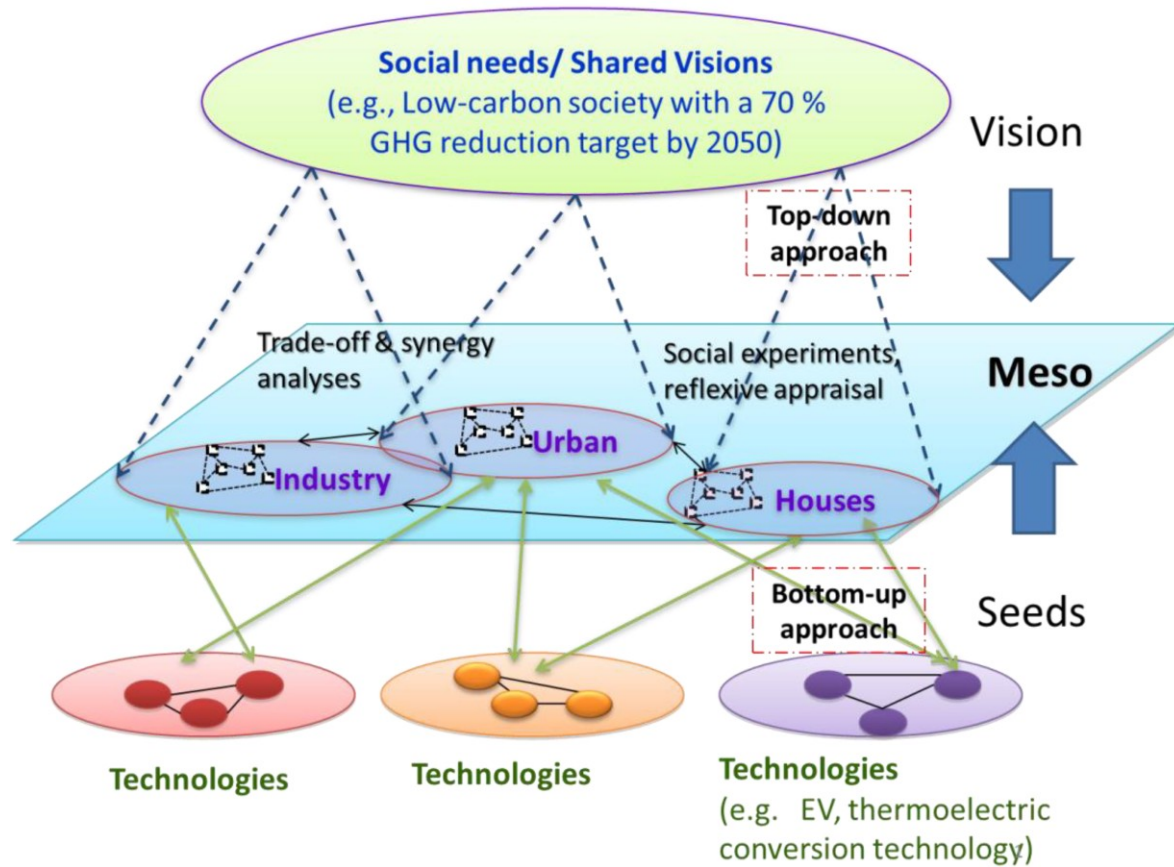 Social needs/ Shared Visions
(e.g., Low-carbon society with a 70 %
GHG reduction target by 2050)
Vision
Top-down
approach
Trade-off & synergy
analyses
Social experiments,
reflexive appraisal
Meso
Urban
Industry
Houses
Bottom-up
approach
Seeds
Technologies
Technologies
Technologies
(e.g. EV, thermoelectric
conversion technology)